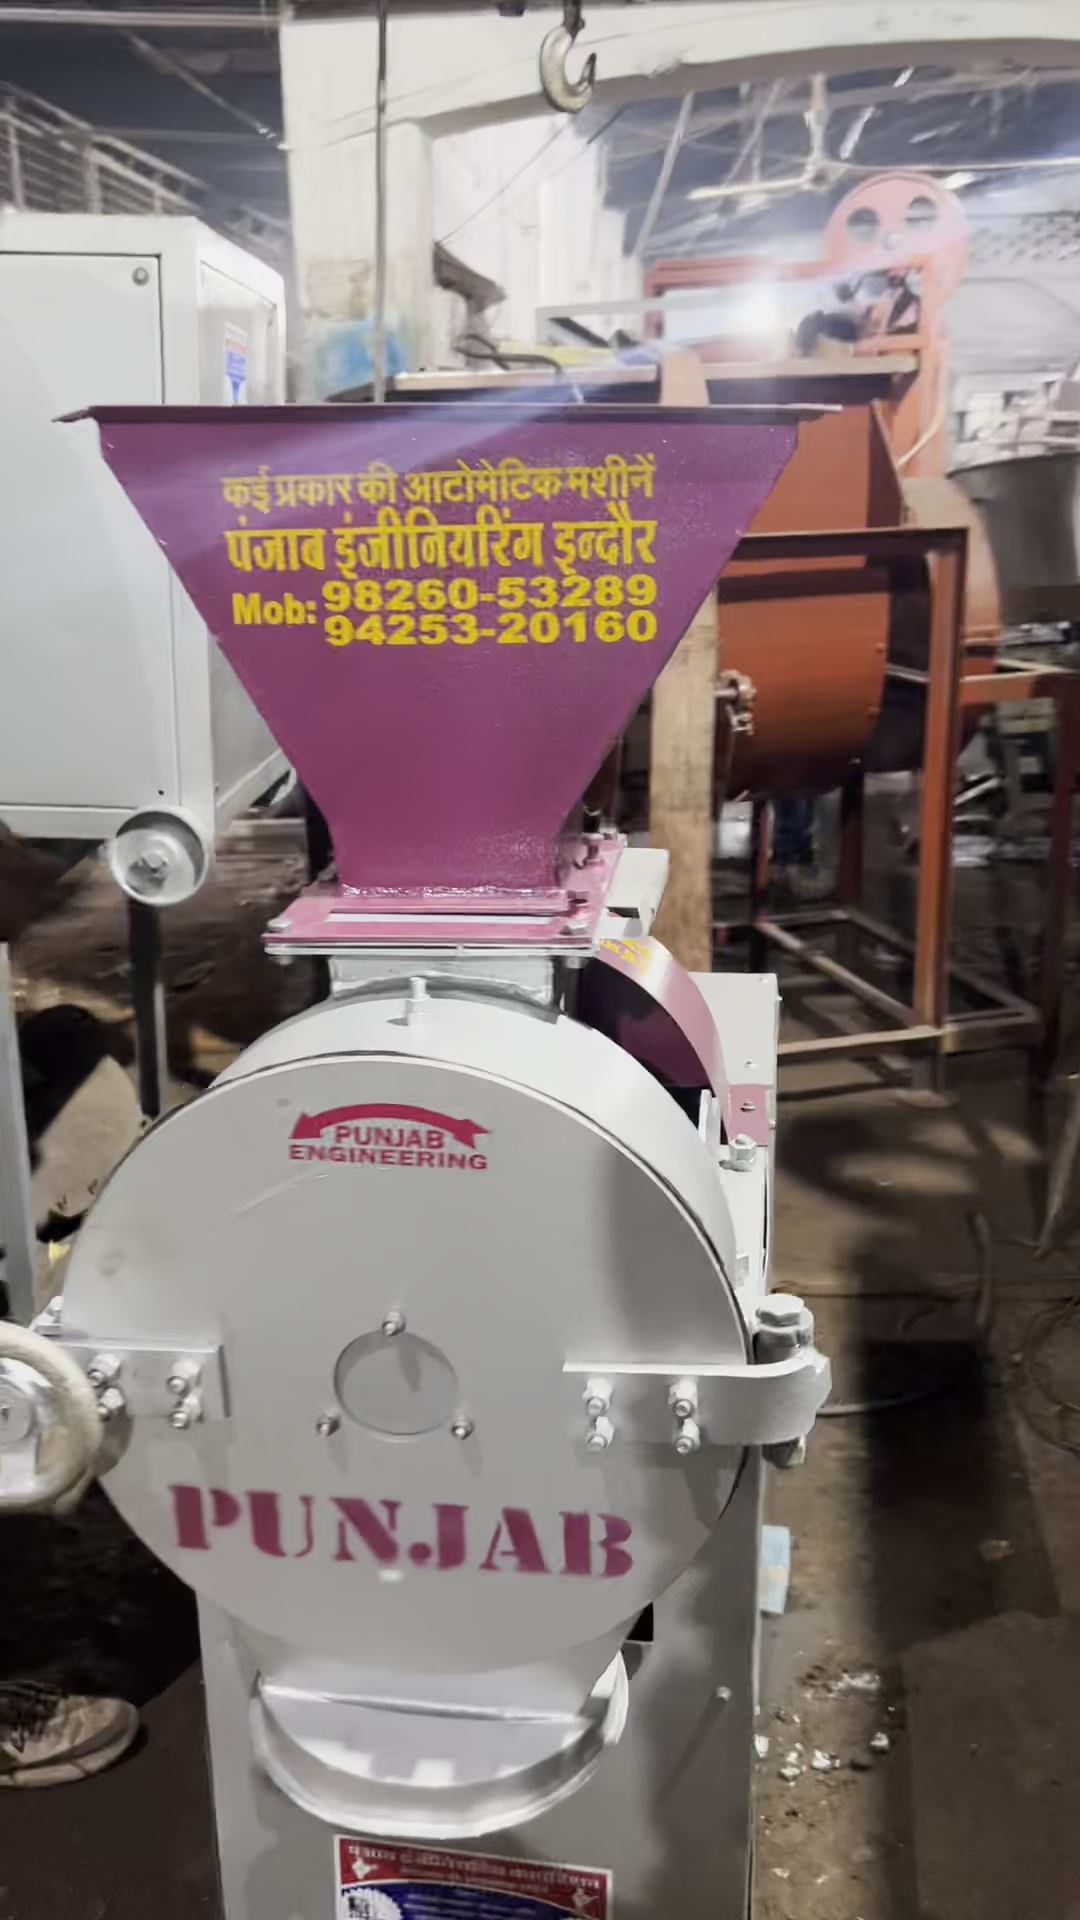 कई प्रकार की आटोमेटिक मशीनें
पंजाब इंजीनियरिंग इन्दौर
Mob: 98260-53289
94253-20160
PUNJAB
ENGINEERING
PUNJAB